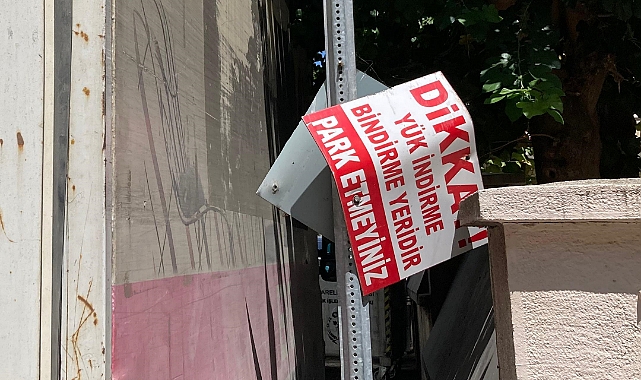 DİKKAT!
YÜK İNDİRME
BİNDİRME YERİDİR
PARK ETMEYİNİZ